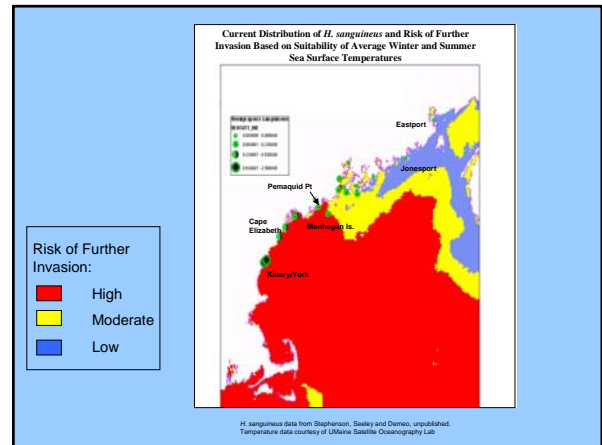 Current Distribution of H. sanguineus and Risk of Further
Invasion Based on Suitability of Average Winter and Summer
Sea Surface Temperatures
Eastport
Jonesport
Pemaquid Pt
Cape
Elizabeth
Monhegan Is.
Kittery/York
Risk of Further
Invasion:
High
Moderate
Low
H. sanguineus data from Stephenson, Seeley and Demeo, unpublished.
Temperature data courtesy of UMaine Satellite Oceanography Lab